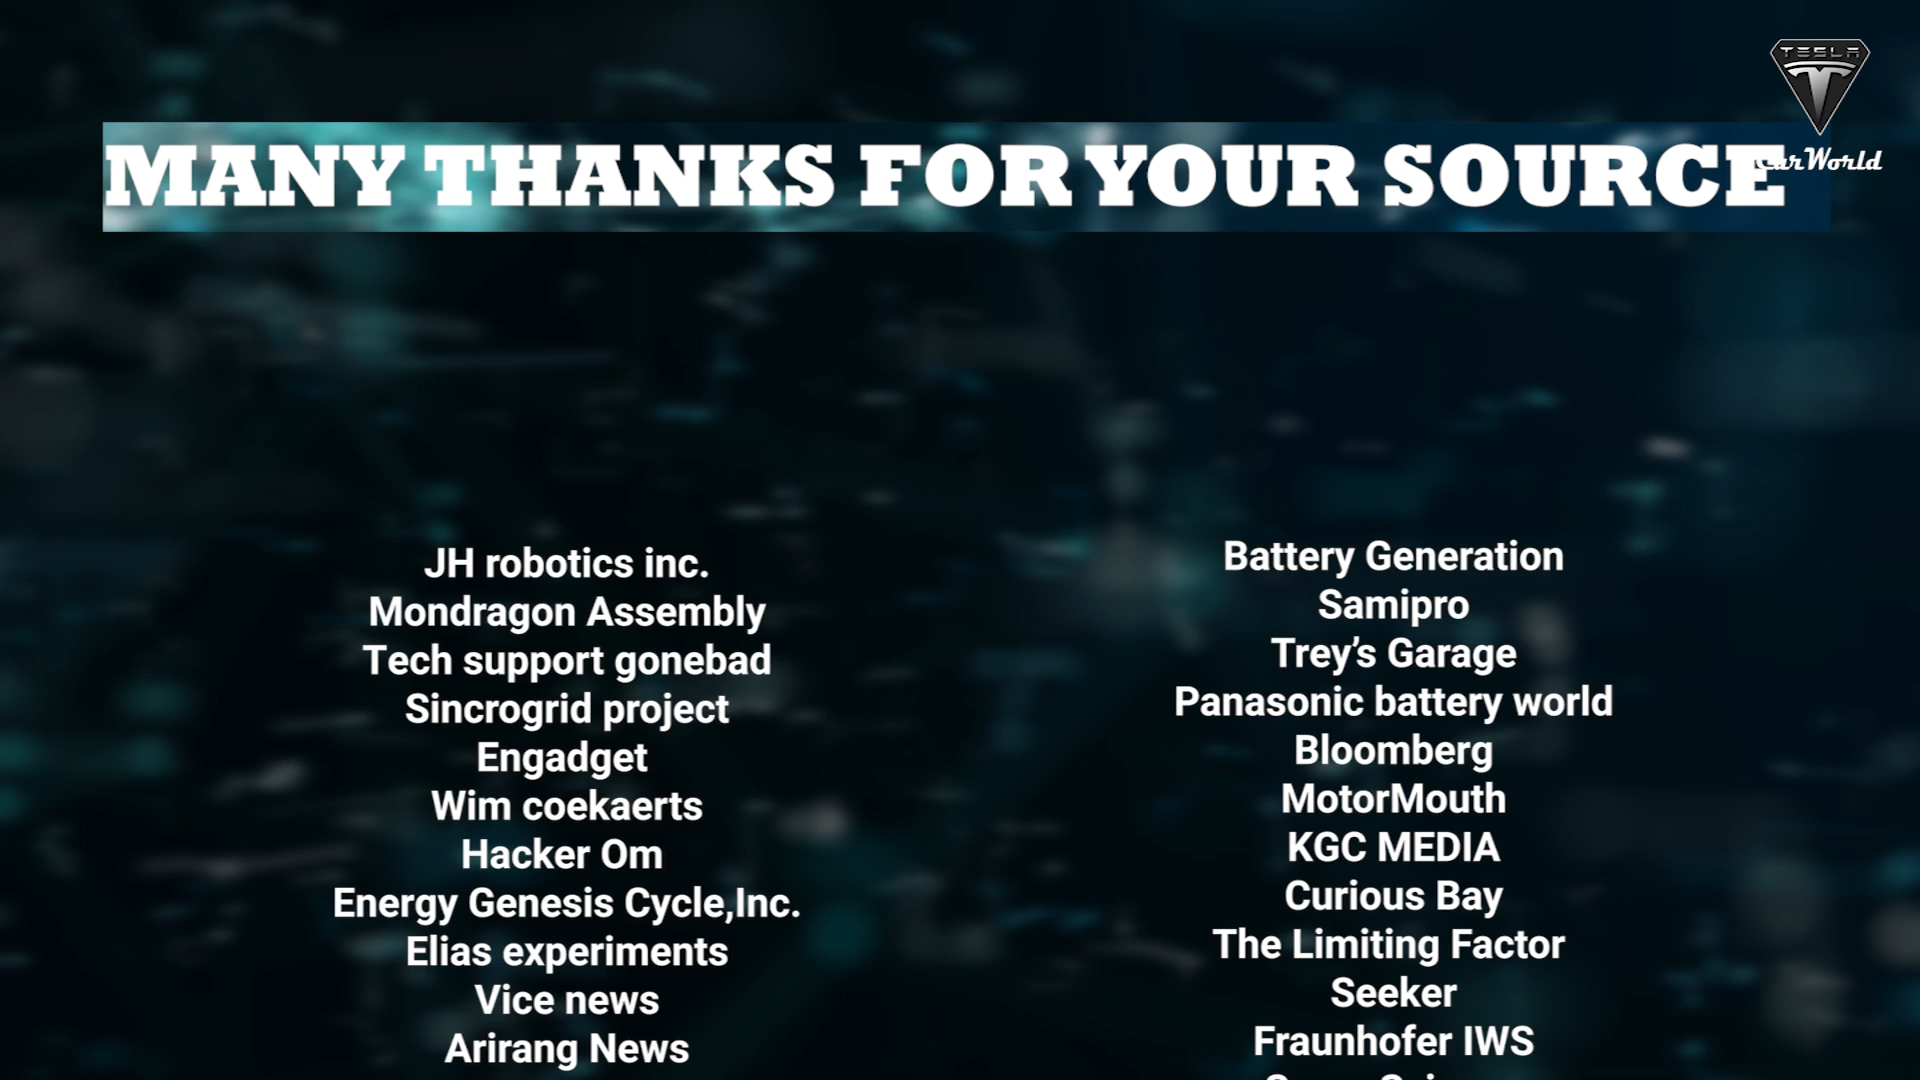 TESLA
Car World
MANY THANKS FOR YOUR SOURCE
JH robotics inc.
Mondragon Assembly
Tech support gonebad
Sincrogrid project
Engadget
Wim coekaerts
Hacker Om
Energy Genesis Cycle,Inc.
Elias experiments
Vice news
Arirang News
Battery Generation
Samipro
Trey’s Garage
Panasonic battery world
Bloomberg
MotorMouth
KGC MEDIA
Curious Bay
The Limiting Factor
Seeker
Fraunhofer IWS